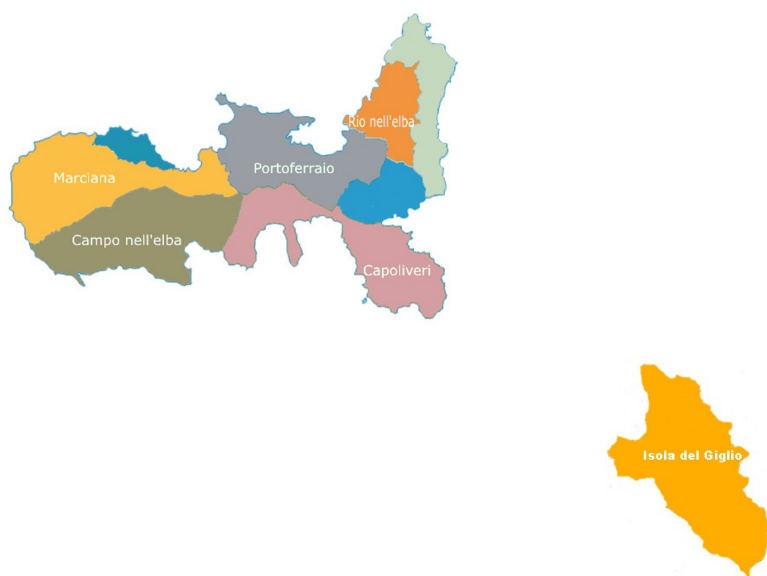 Rio nell'elba
Portoferraio
Marciana
Campo nell'elba
Capoliveri
Isola del Giglio